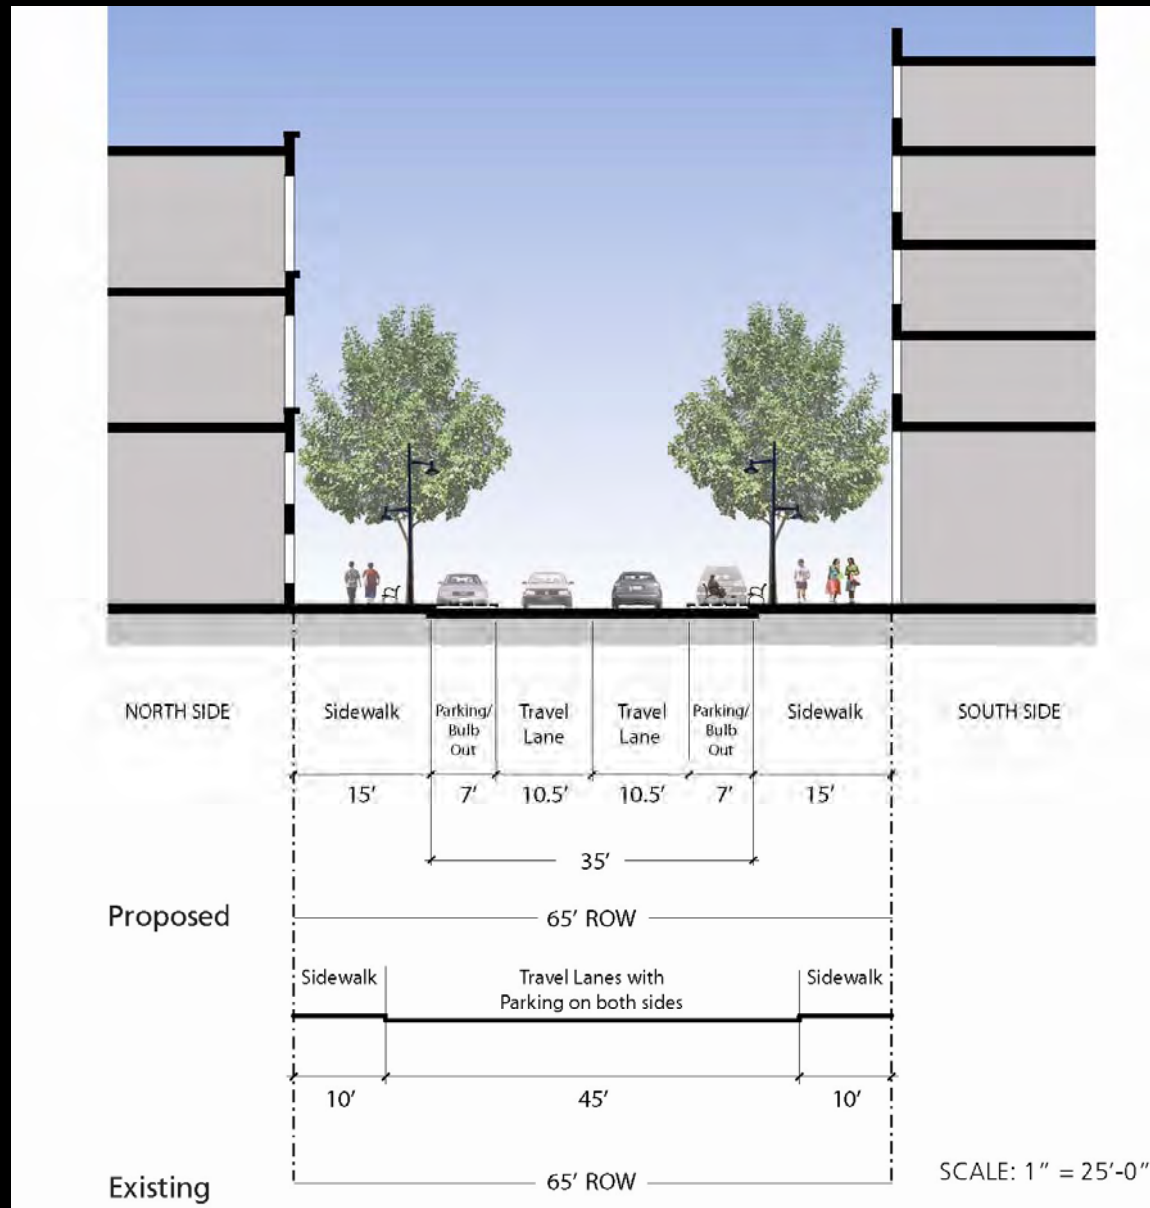 NORTH SIDE
Sidewalk
Parking/
Bulb
Out
Travel
Lane
Travel
Lane
Parking/
Bulb
Out
Sidewalk
SOUTH SIDE
15'
7'
10.5'
10.5'
7'
15'
35'
Proposed
65' ROW
Sidewalk
Travel Lanes with
Parking on both sides
Sidewalk
10'
45'
10'
Existing
65' ROW
SCALE: 1" = 25'-0"